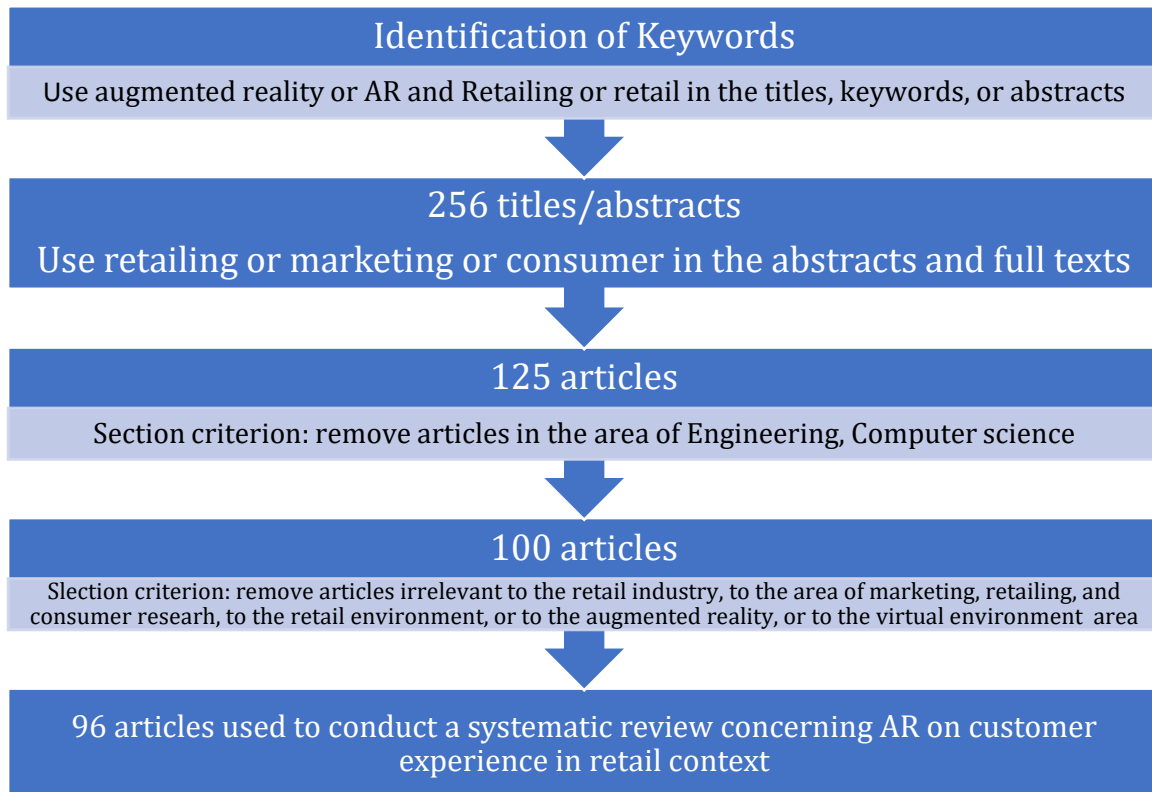 Identification of Keywords
Use augmented reality or AR and Retailing or retail in the titles, keywords, or abstracts
256 titles/abstracts
Use retailing or marketing or consumer in the abstracts and full texts
125 articles
Section criterion: remove articles in the area of Engineering, Computer science
100 articles
Slection criterion: remove articles irrelevant to the retail industry, to the area of marketing, retailing, and
consumer researh, to the retail environment, or to the augmented reality, or to the virtual environment area
96 articles used to conduct a systematic review concerning AR on customer
experience in retail context